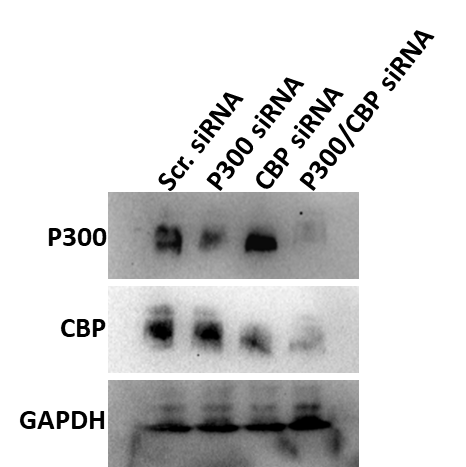 Scr. siRNA
P300 siRNA
CBP siRNA
P300/CBP siRNA
P300
CBP
GAPDH